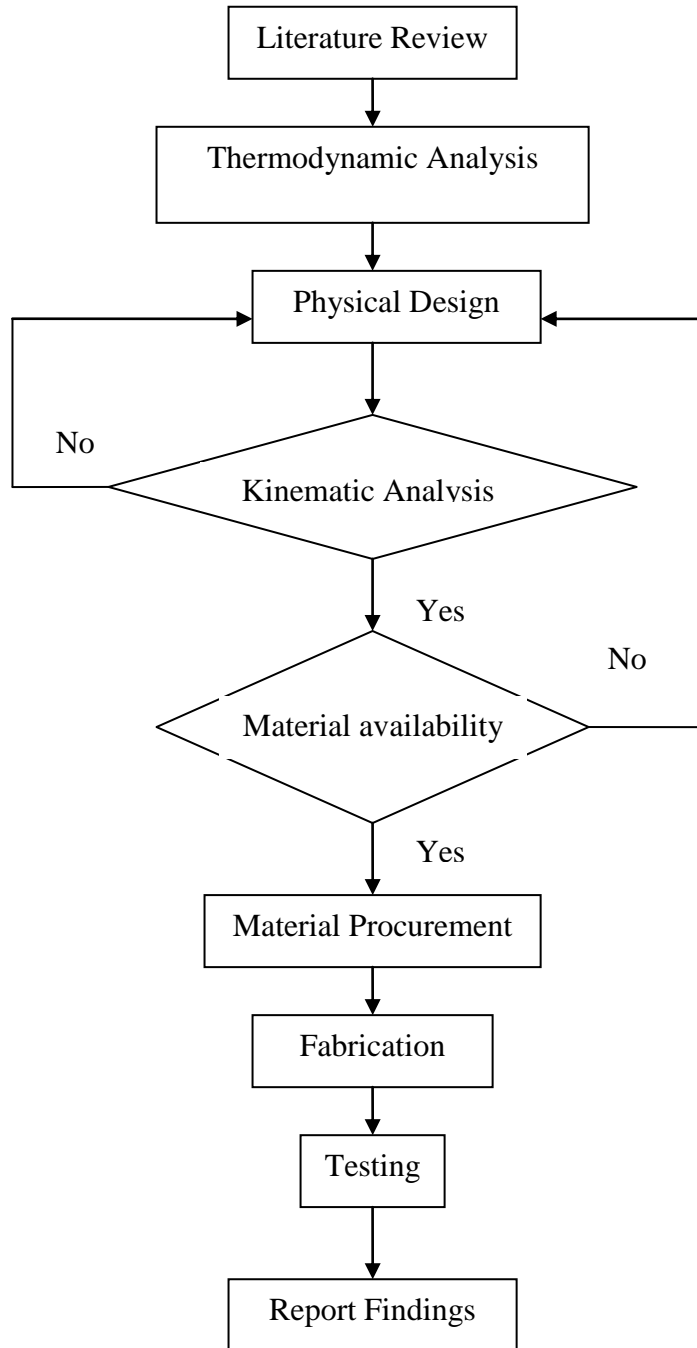 Literature Review
Thermodynamic Analysis
Physical Design
No
Kinematic Analysis
Yes
No
Material availability
Yes
Material Procurement
Fabrication
Testing
Report Findings